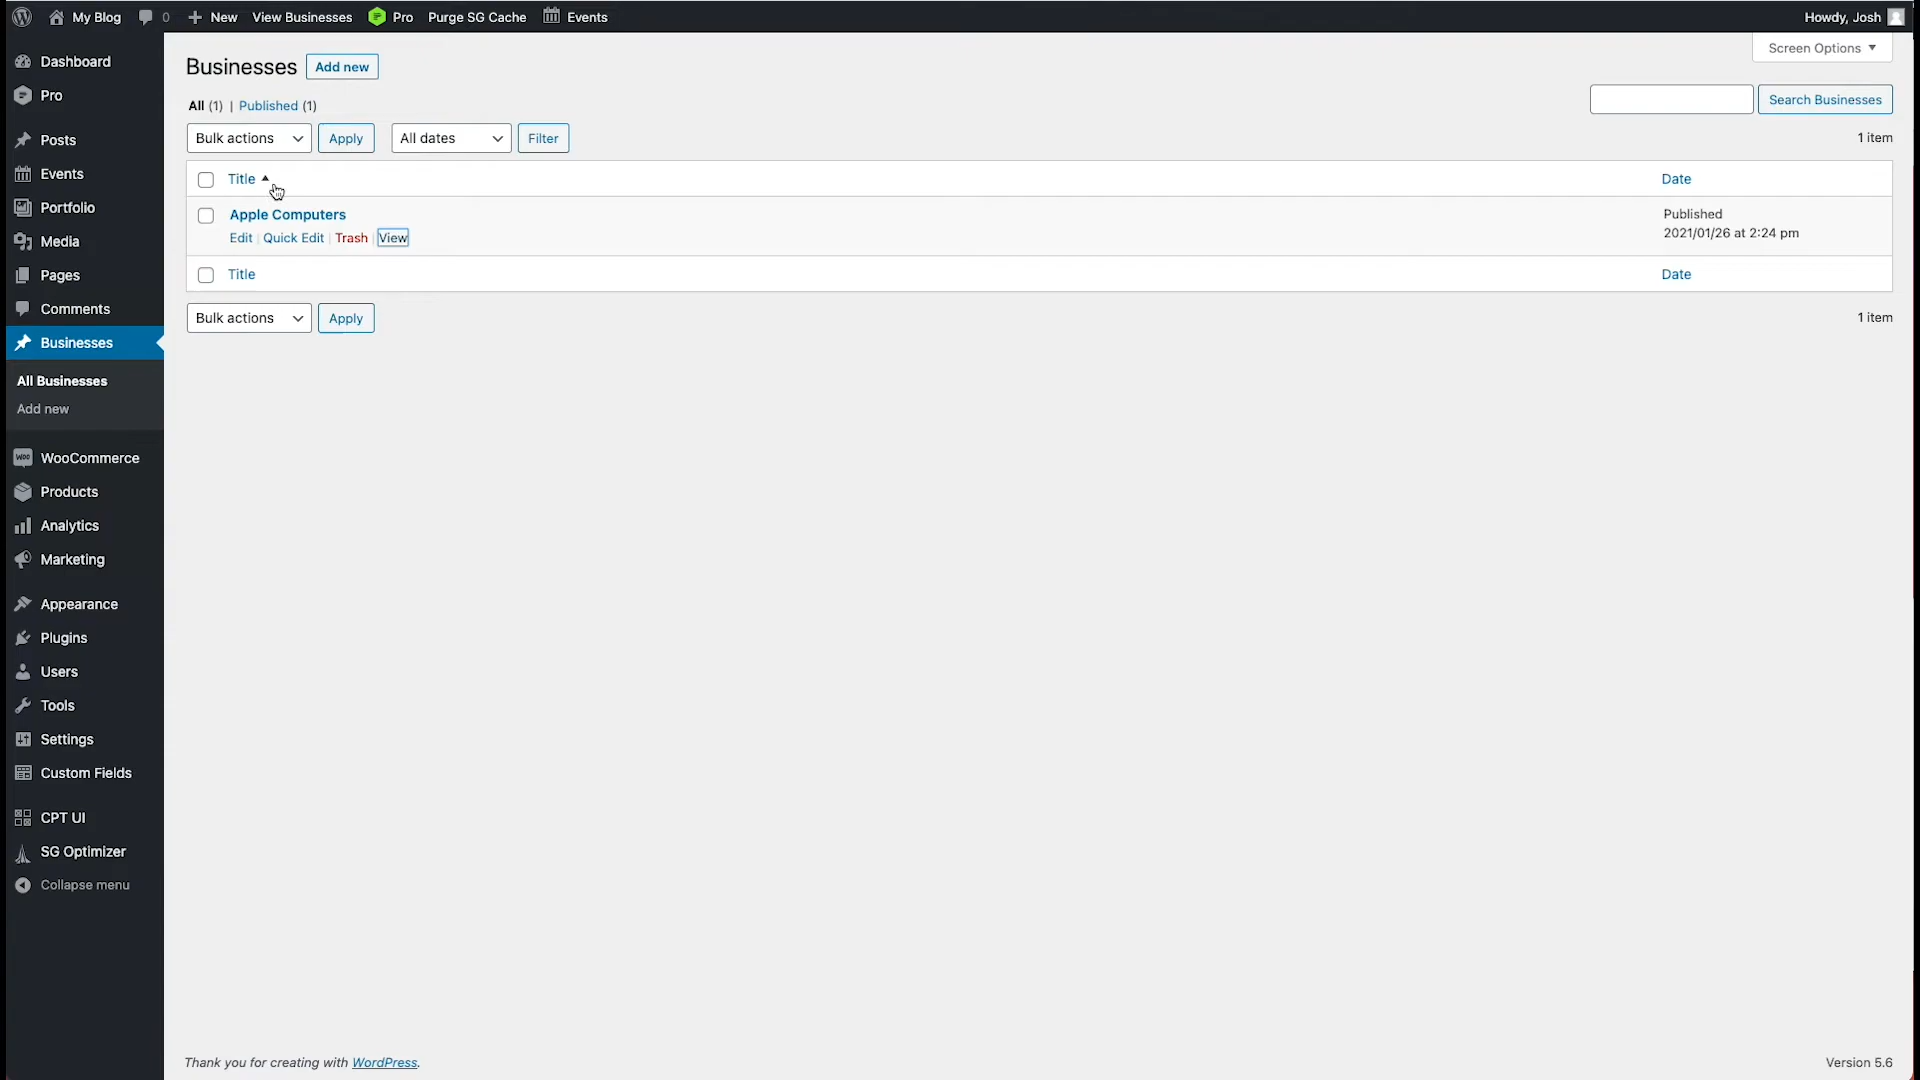 My Blog 0 New View Businesses Pro Purge SG Cache Events Howdy, Josh
Screen Options
Dashboard
Pro
Posts
Events
Portfolio
Media
Pages
Comments
Businesses
All Businesses
Add new
WOO WooCommerce
Products
Analytics
Marketing
Appearance
Plugins
Users
Tools
Settings
Custom Fields
CPT UI
SG Optimizer
Collapse menu
Businesses Add new
All (1) | Published (1)
Search Businesses
Bulk actions Apply All dates Filter 1 item
Title Date
Apple Computers Published
Edit | Quick Edit | Trash | View 2021/01/26 at 2:24 pm
Title Date
Bulk actions Apply 1 item
Thank you for creating with WordPress. Version 5.6